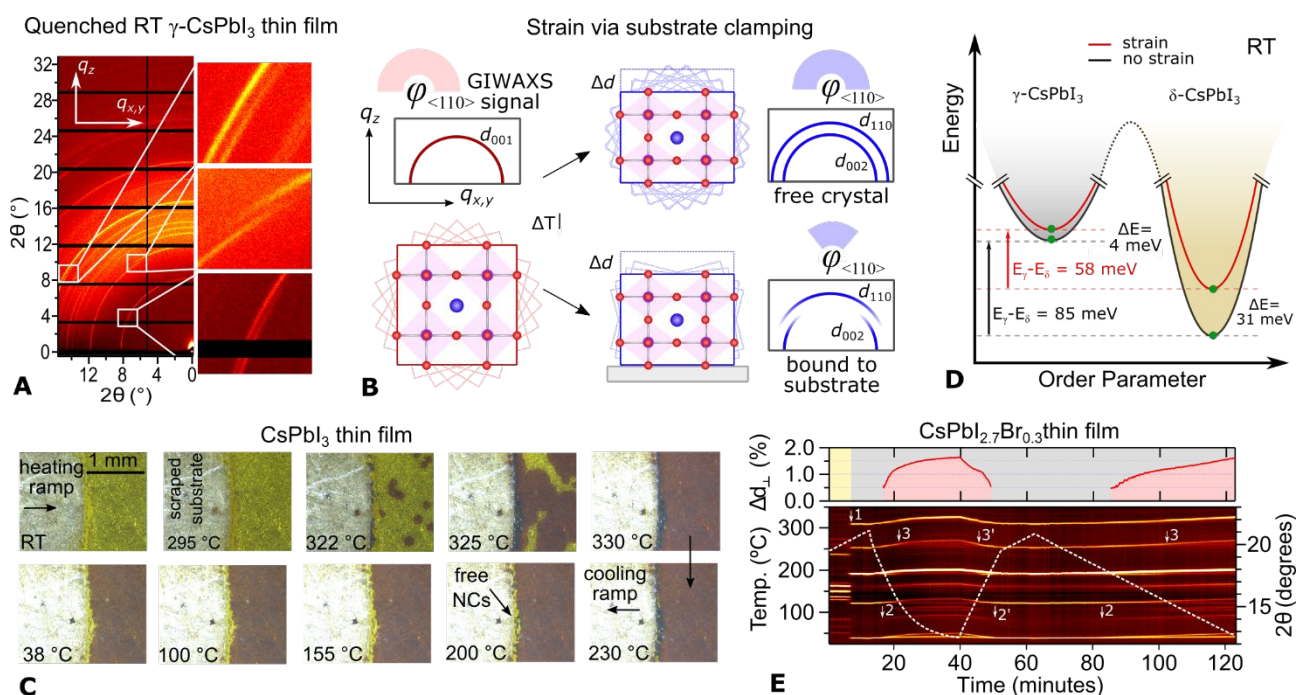 Quenched RT γ-CsPbI3 thin film
32
28
24
20
16
12
8
4
0
2θ (°)
qz
qx,y
12 8 4 0
2θ (°)
A
Strain via substrate clamping
φ<110>
GIWAXS
signal
qz
d001
qx,y
ΔT
Δd
φ<110>
d110
d002
free crystal
Δd
φ<110>
d110
d002
bound to
substrate
B
strain
no strain
RT
γ-CsPbI3
δ-CsPbI3
Energy
ΔE=
4 meV
Eγ-Eδ = 58 meV
Eγ-Eδ = 85 meV
ΔE=
31 meV
Order Parameter
D
CsPbI3 thin film
heating
ramp
1 mm
RT
scraped
substrate
295 °C
322 °C
325 °C
330 °C
38 °C
100 °C
155 °C
free
NCs
200 °C
cooling
ramp
230 °C
C
CsPbI2.7Br0.3thin film
Δd⊥ (%)
2.0
1.5
1.0
0.5
0.0
Temp. (°C)
300
200
100
1
3
3'
3
2
2'
2
20
15
2θ (degrees)
20 40 60 80 100 120
Time (minutes)
E